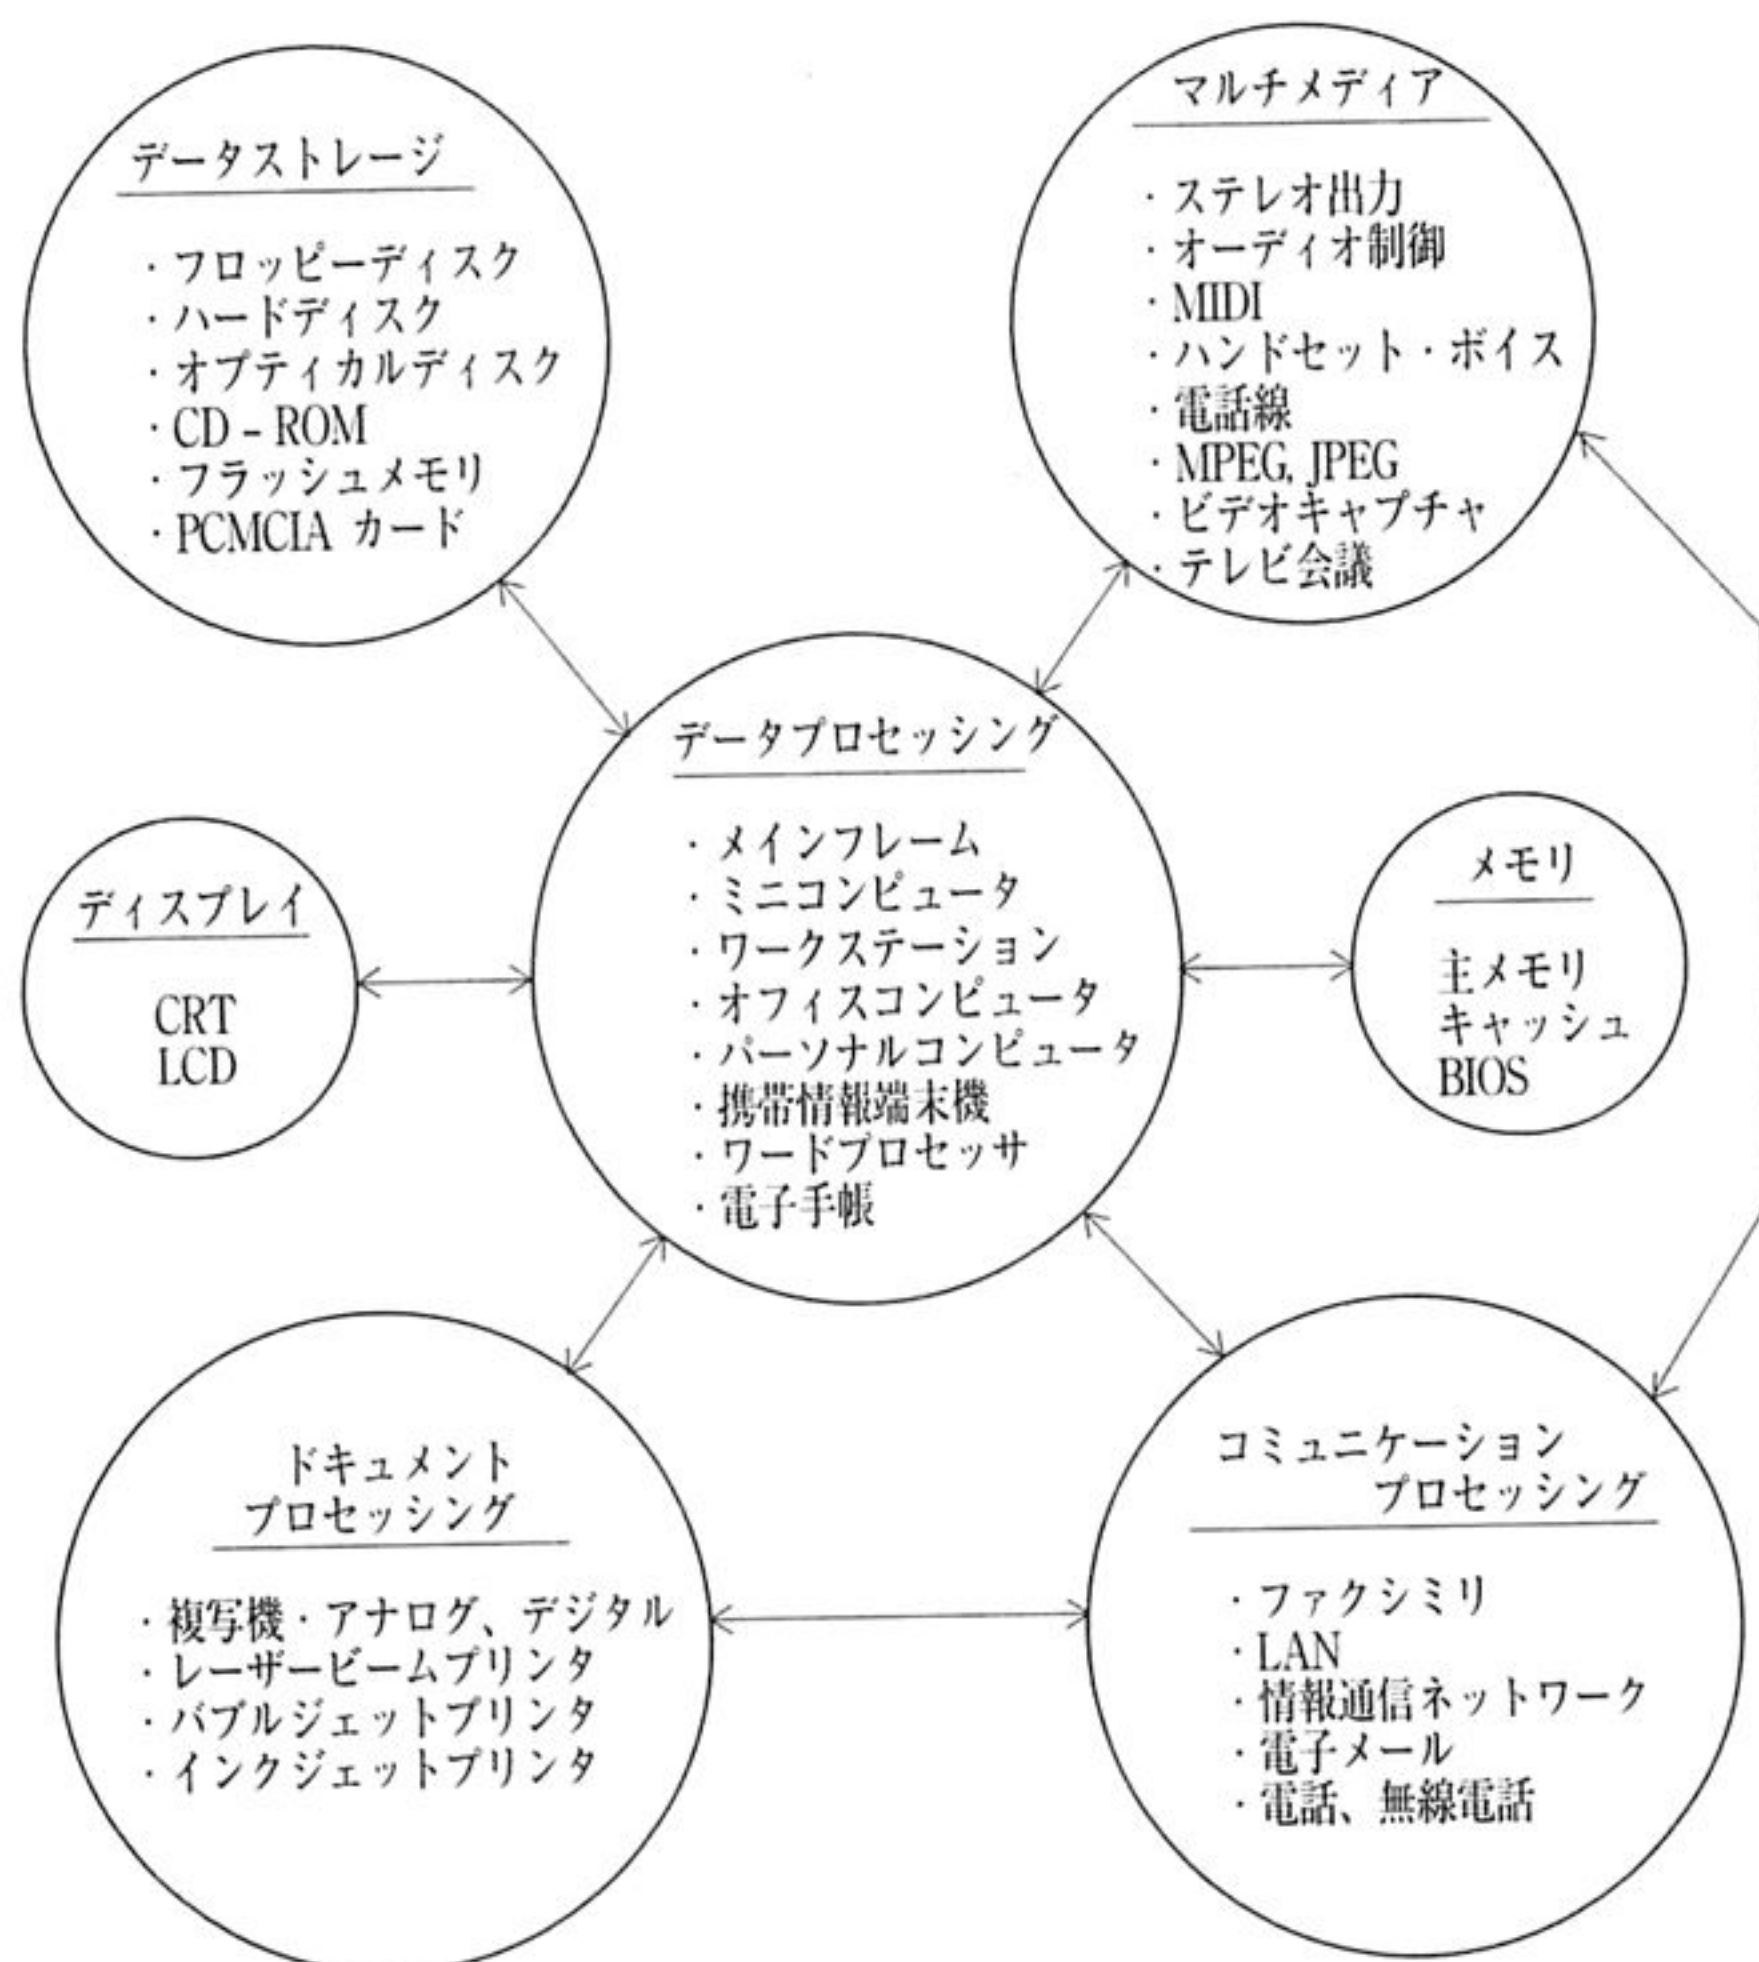 データストレージ
・フロッピーディスク
・ハードディスク
・オプティカルディスク
・CD－ROM
・フラッシュメモリ
・PCMCIA カード
マルチメディア
・ステレオ出力
・オーディオ制御
・MIDI
・ハンドセット・ボイス
・電話線
・MPEG, JPEG
・ビデオキャプチャ
・テレビ会議
データプロセッシング
・メインフレーム
・ミニコンピュータ
・ワークステーション
・オフィスコンピュータ
・パーソナルコンピュータ
・携帯情報端末機
・ワードプロセッサ
・電子手帳
ディスプレイ
CRT
LCD
メモリ
主メモリ
キャッシュ
BIOS
ドキュメント
プロセッシング
・複写機・アナログ、デジタル
・レーザービームプリンタ
・バブルジェットプリンタ
・インクジェットプリンタ
コミュニケーション
プロセッシング
・ファクシミリ
・LAN
・情報通信ネットワーク
・電子メール
・電話、無線電話